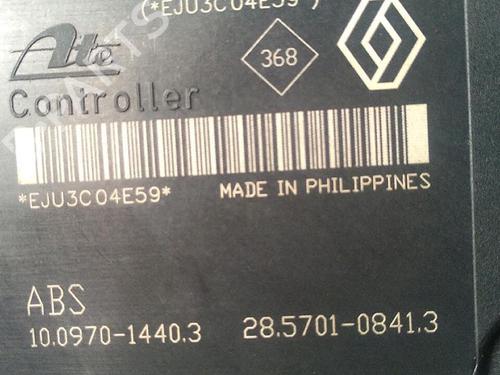 (*EJU3C04E59*)
Ate
368
Controller
*EJU3C04E59*
MADE IN PHILIPPINES
ABS
10.0970-1440.3
28.5701-0841.3